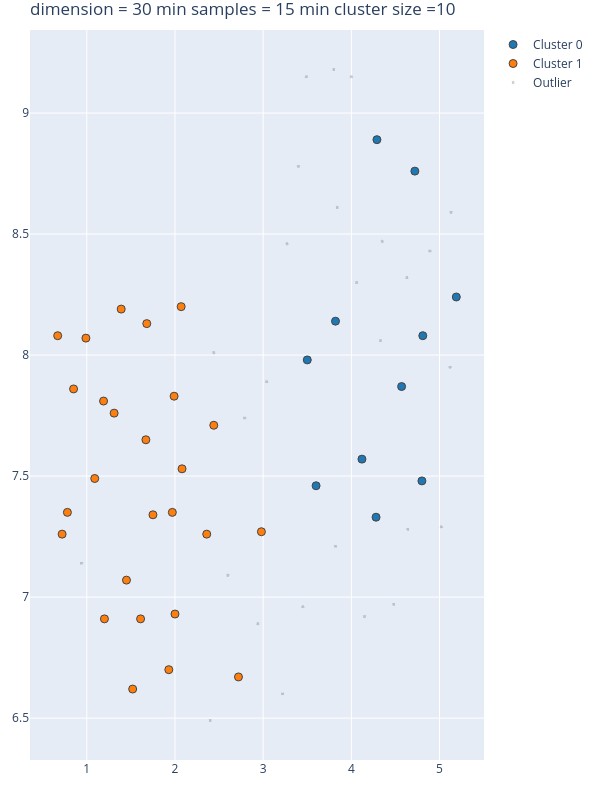 dimension = 30 min samples = 15 min cluster size =10
Cluster 0
Cluster 1
Outlier
9
8.5
8
7.5
7
6.5
1 2 3 4 5